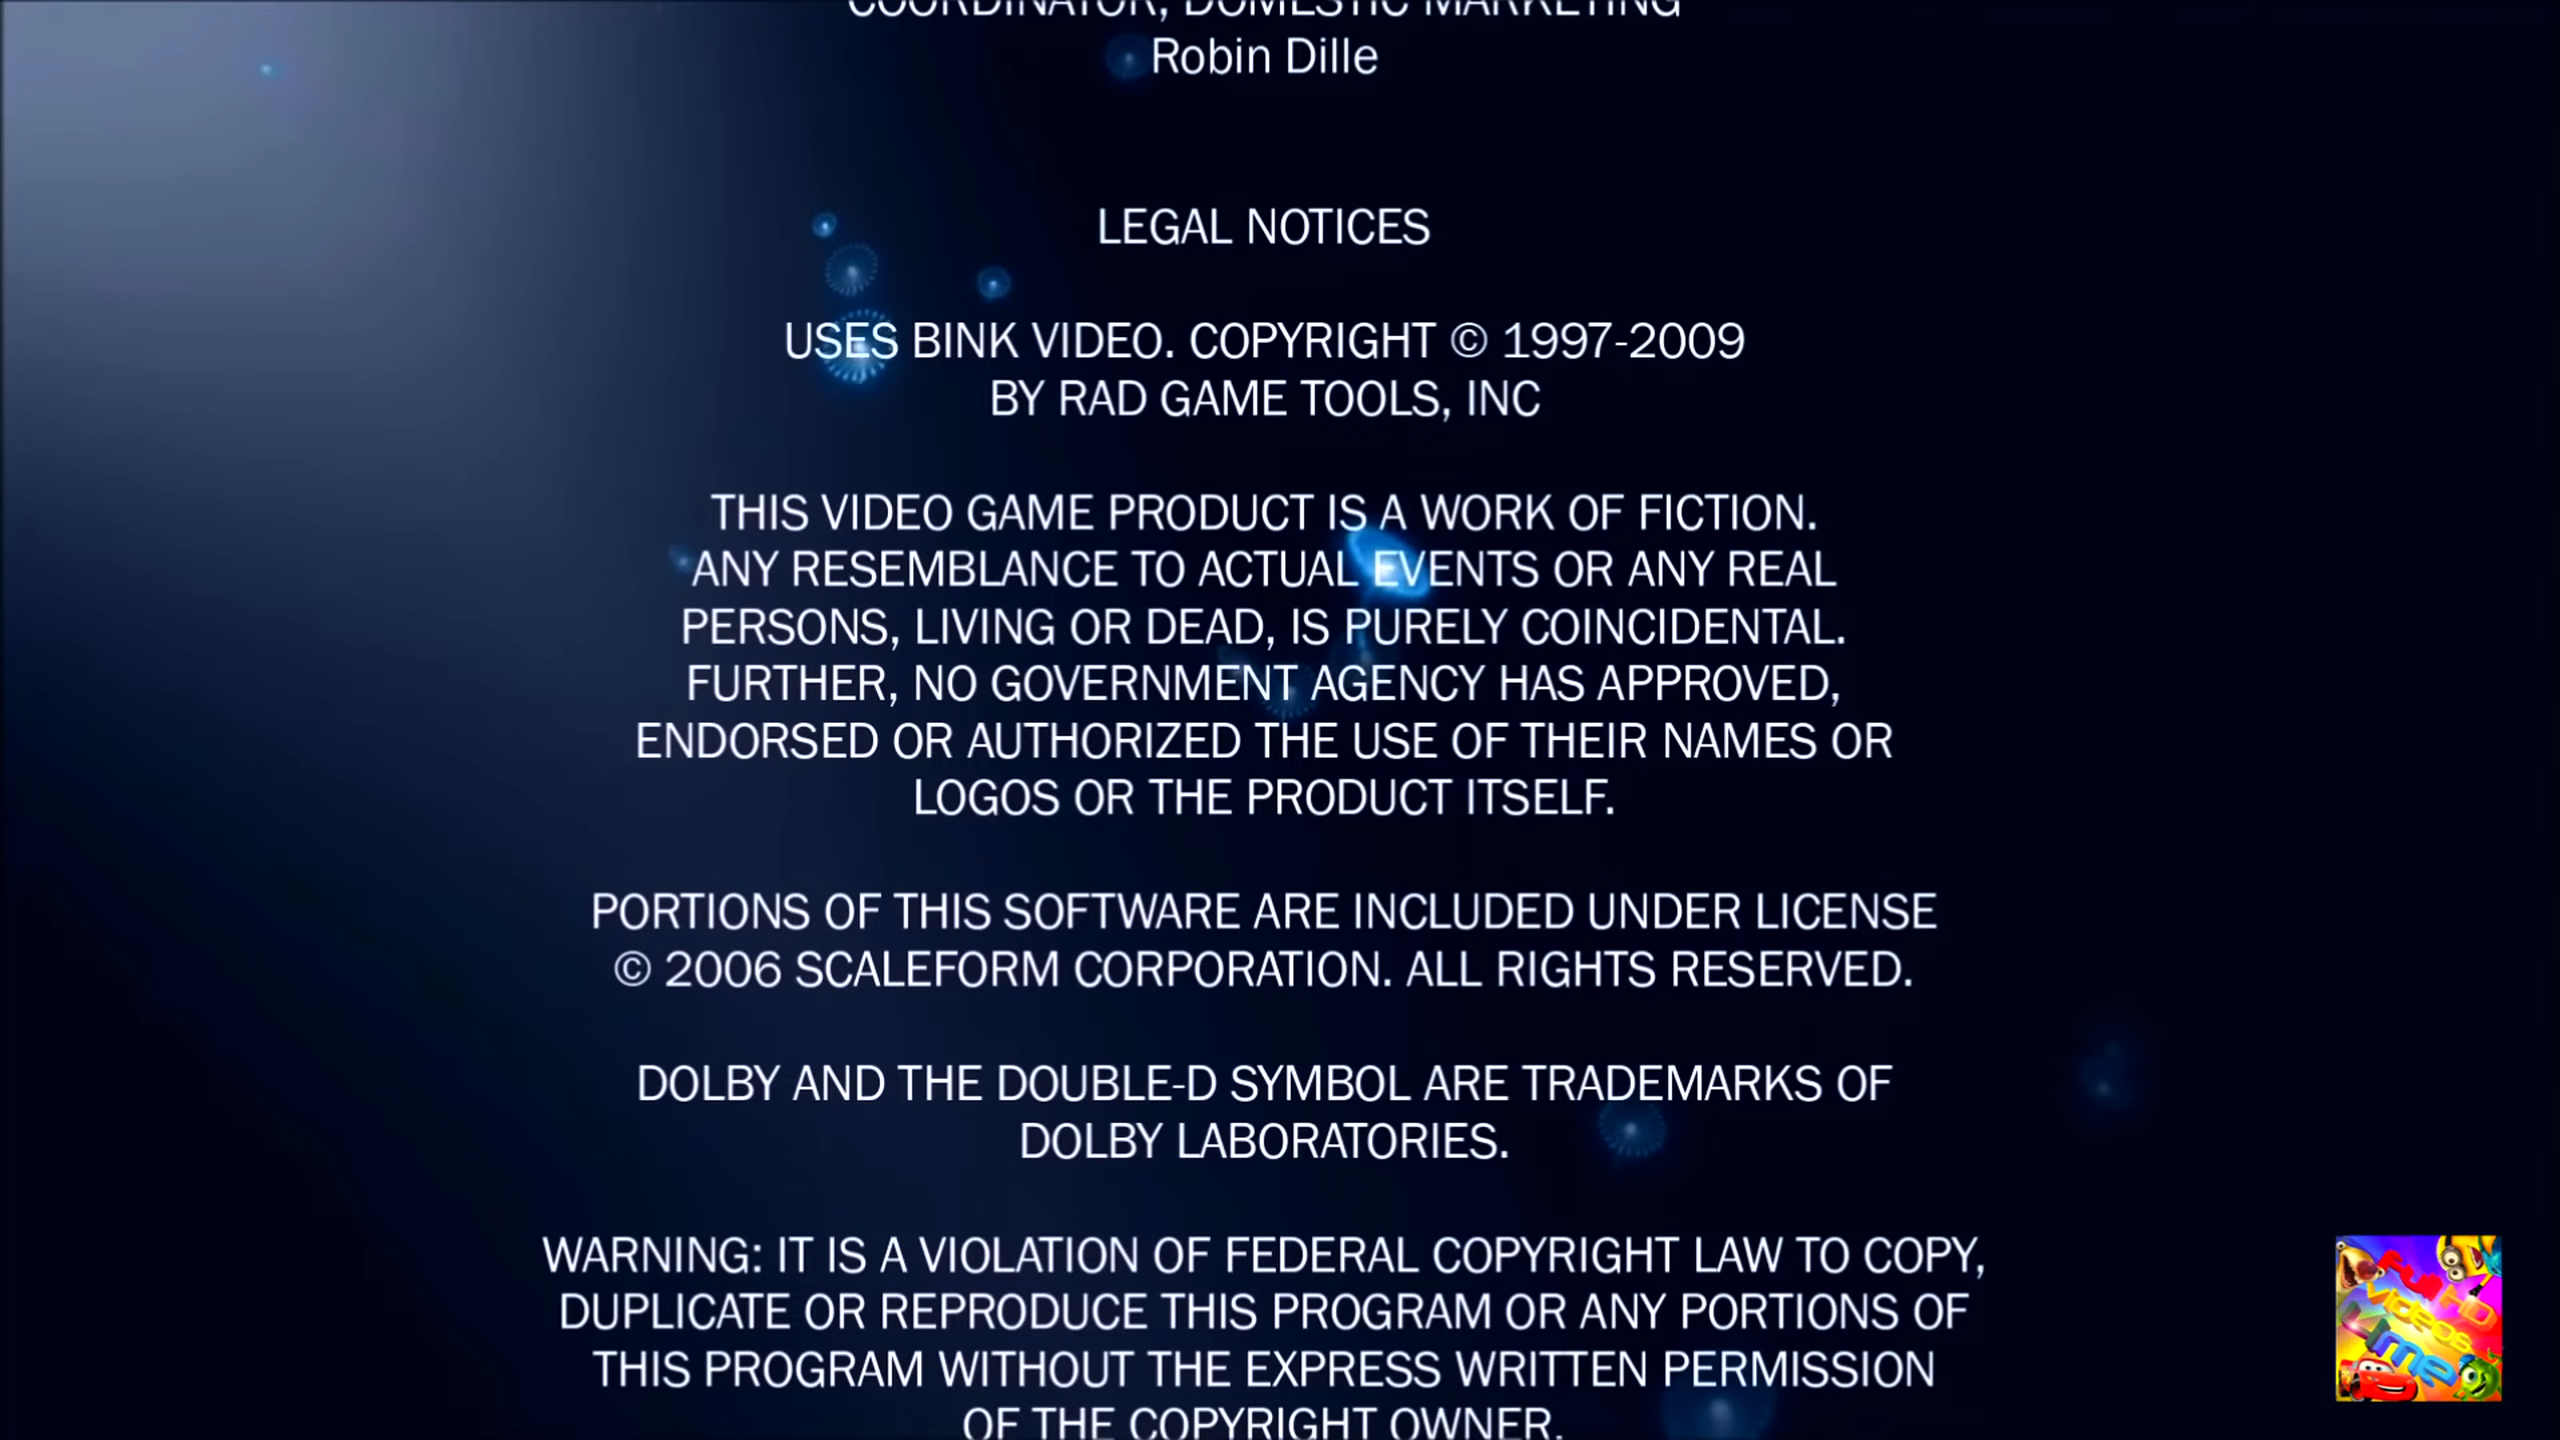 COORDINATOR, DOMESTIC MARKETING
Robin Dille
LEGAL NOTICES
USES BINK VIDEO. COPYRIGHT © 1997-2009
BY RAD GAME TOOLS, INC
THIS VIDEO GAME PRODUCT IS A WORK OF FICTION.
ANY RESEMBLANCE TO ACTUAL EVENTS OR ANY REAL
PERSONS, LIVING OR DEAD, IS PURELY COINCIDENTAL.
FURTHER, NO GOVERNMENT AGENCY HAS APPROVED,
ENDORSED OR AUTHORIZED THE USE OF THEIR NAMES OR
LOGOS OR THE PRODUCT ITSELF.
PORTIONS OF THIS SOFTWARE ARE INCLUDED UNDER LICENSE
© 2006 SCALEFORM CORPORATION. ALL RIGHTS RESERVED.
DOLBY AND THE DOUBLE-D SYMBOL ARE TRADEMARKS OF
DOLBY LABORATORIES.
WARNING: IT IS A VIOLATION OF FEDERAL COPYRIGHT LAW TO COPY,
DUPLICATE OR REPRODUCE THIS PROGRAM OR ANY PORTIONS OF
THIS PROGRAM WITHOUT THE EXPRESS WRITTEN PERMISSION
OF THE COPYRIGHT OWNER.
HD
videos